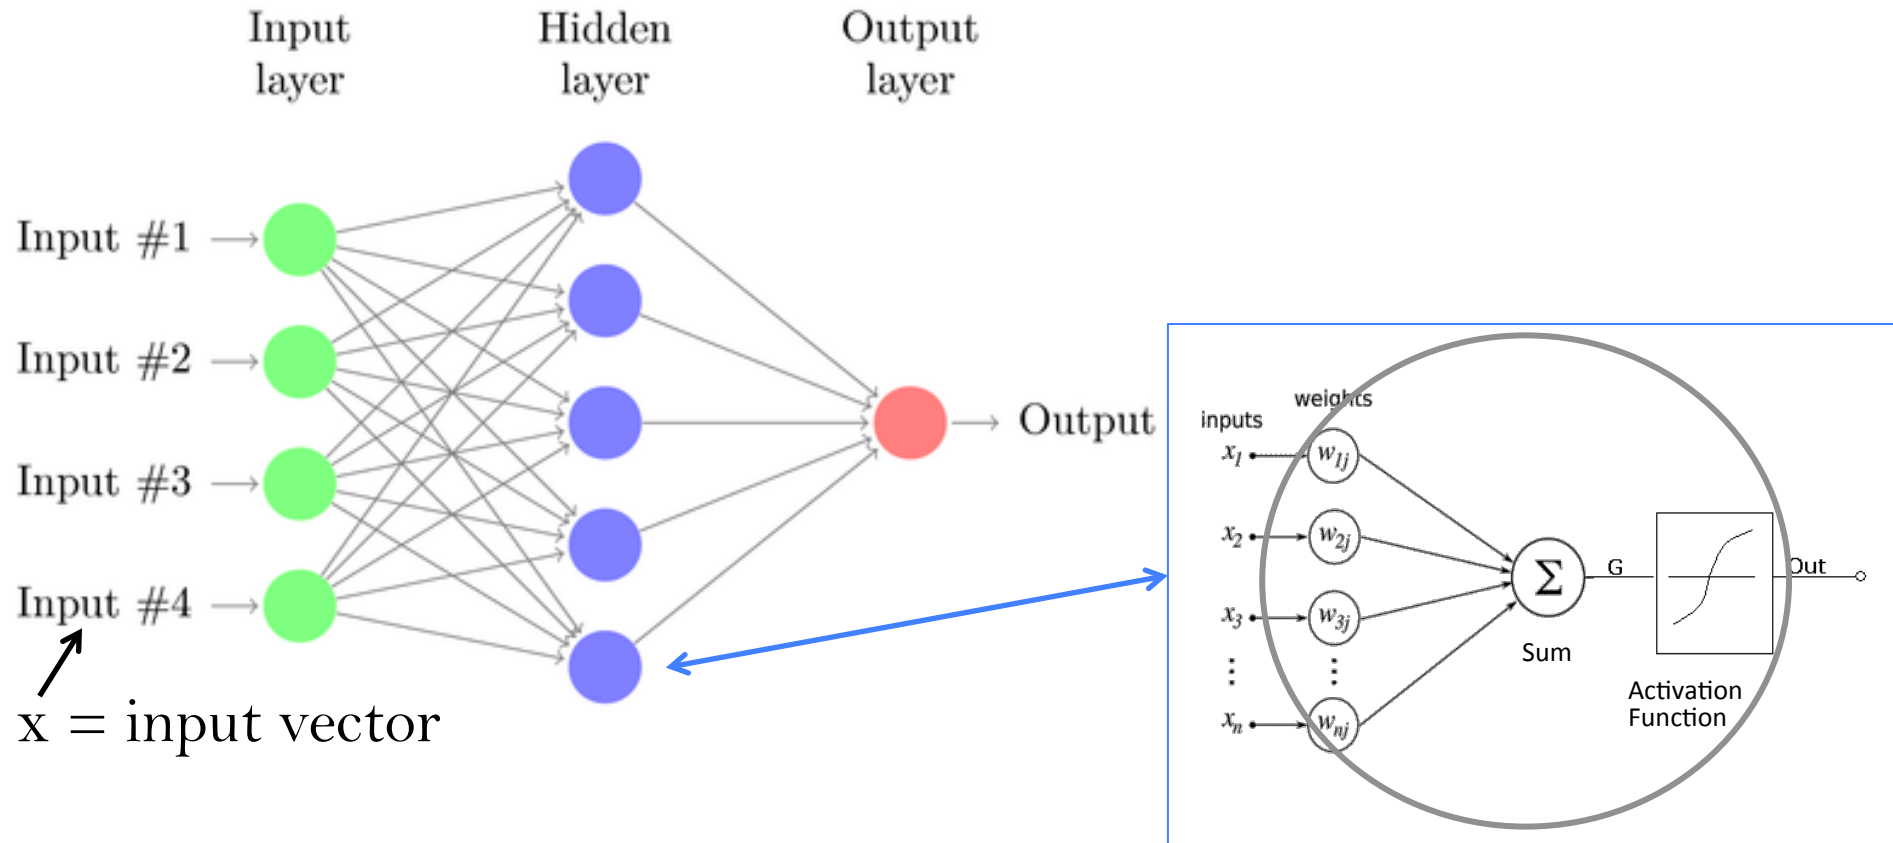 Input
layer
Hidden
layer
Output
layer
Input #1
Input #2
Input #3
Input #4
Output
x = input vector
inputs
weights
x₁
w₁ⱼ
x₂
w₂ⱼ
x₃
w₃ⱼ
⋮ ⋮
xₙ
wₙⱼ
Σ
Sum
G
Activation
Function
Out